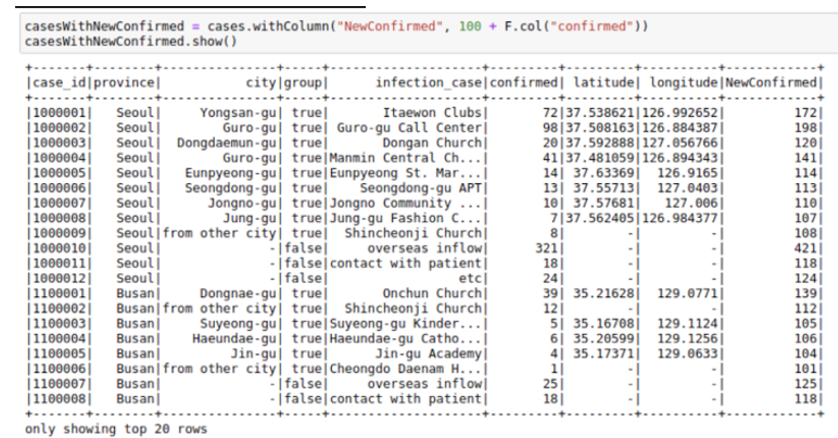 casesWithNewConfirmed = cases.withColumn("NewConfirmed", 100 + F.col("confirmed"))
casesWithNewConfirmed.show()
+-------+--------+---------------+-----+--------------------+---------+---------+----------+------------+
|case_id|province|           city|group|      infection_case|confirmed| latitude| longitude|NewConfirmed|
+-------+--------+---------------+-----+--------------------+---------+---------+----------+------------+
|1000001|   Seoul|     Yongsan-gu| true|       Itaewon Clubs|       72|37.538621|126.992652|         172|
|1000002|   Seoul|        Guro-gu| true| Guro-gu Call Center|       98|37.508163|126.884387|         198|
|1000003|   Seoul|  Dongdaemun-gu| true|       Dongan Church|       20|37.592888|127.056766|         120|
|1000004|   Seoul|        Guro-gu| true|Manmin Central Ch...|       41|37.481059|126.894343|         141|
|1000005|   Seoul|   Eunpyeong-gu| true|Eunpyeong St. Mar...|       14| 37.63369|  126.9165|         114|
|1000006|   Seoul|   Seongdong-gu| true|    Seongdong-gu APT|       13| 37.55713|  127.0403|         113|
|1000007|   Seoul|      Jongno-gu| true|Jongno Community ...|       10| 37.57681|   127.006|         110|
|1000008|   Seoul|        Jung-gu| true|Jung-gu Fashion C...|        7|37.562405|126.984377|         107|
|1000009|   Seoul|from other city| true|  Shincheonji Church|        8|        -|         -|         108|
|1000010|   Seoul|              -|false|     overseas inflow|      321|        -|         -|         421|
|1000011|   Seoul|              -|false|contact with patient|       18|        -|         -|         118|
|1000012|   Seoul|              -|false|                 etc|       24|        -|         -|         124|
|1100001|   Busan|     Dongnae-gu| true|       Onchun Church|       39| 35.21628|  129.0771|         139|
|1100002|   Busan|from other city| true|  Shincheonji Church|       12|        -|         -|         112|
|1100003|   Busan|     Suyeong-gu| true|Suyeong-gu Kinder...|        5| 35.16708|  129.1124|         105|
|1100004|   Busan|    Haeundae-gu| true|Haeundae-gu Catho...|        6| 35.20599|  129.1256|         106|
|1100005|   Busan|         Jin-gu| true|      Jin-gu Academy|        4| 35.17371|  129.0633|         104|
|1100006|   Busan|from other city| true|Cheongdo Daenam H...|        1|        -|         -|         101|
|1100007|   Busan|              -|false|     overseas inflow|       25|        -|         -|         125|
|1100008|   Busan|              -|false|contact with patient|       18|        -|         -|         118|
+-------+--------+---------------+-----+--------------------+---------+---------+----------+------------+
only showing top 20 rows